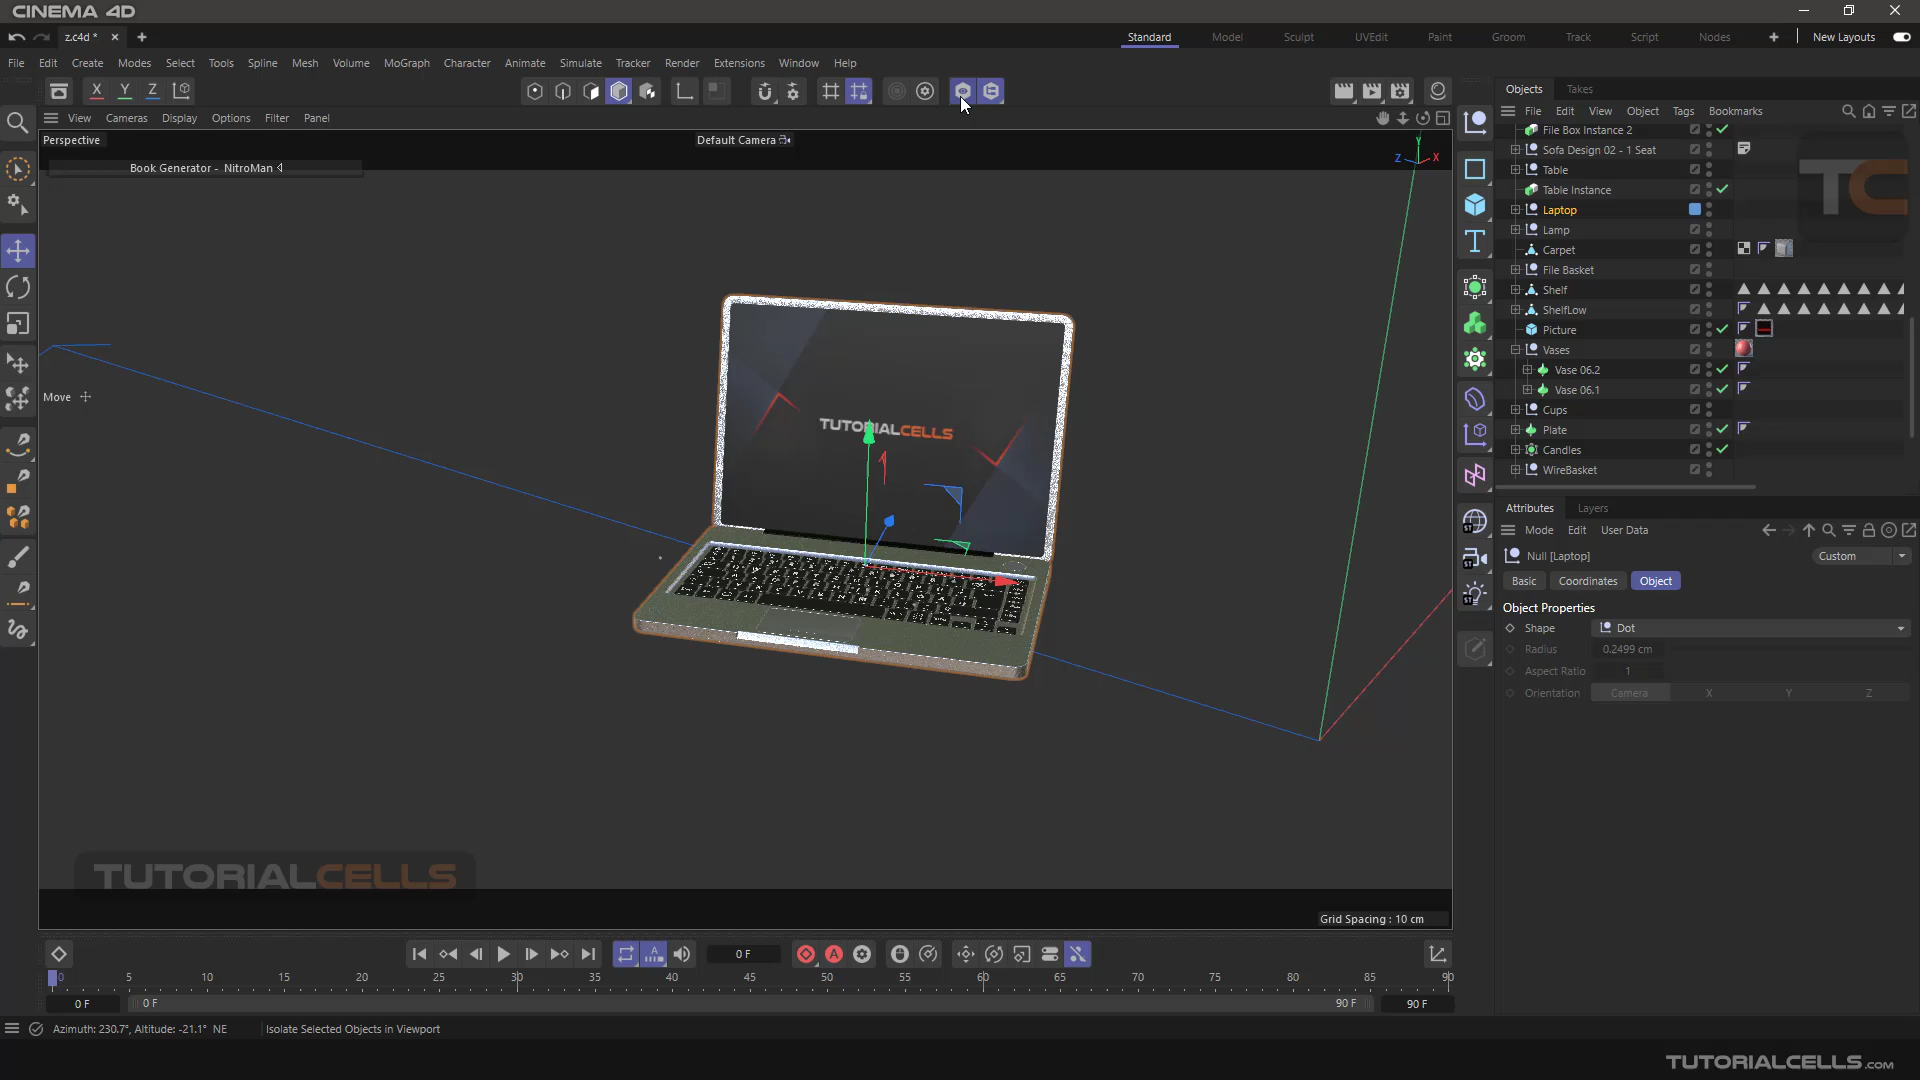 CINEMA 4D
z.c4d *
Standard
Model
Sculpt
UVEdit
Paint
Groom
Track
Script
Nodes
New Layouts
File
Edit
Create
Modes
Select
Tools
Spline
Mesh
Volume
MoGraph
Character
Animate
Simulate
Tracker
Render
Extensions
Window
Help
X
Y
Z
Objects
Takes
View
Cameras
Display
Options
Filter
Panel
File
Edit
View
Object
Tags
Bookmarks
Perspective
Default Camera
Book Generator - NitroMan
Y
Z
X
File Box Instance 2
Sofa Design 02 - 1 Seat
Table
Table Instance
Laptop
Lamp
Carpet
File Basket
Shelf
ShelfLow
Picture
Vases
Vase 06.2
Vase 06.1
Cups
Plate
Candles
WireBasket
TC
Move
TUTORIALCELLS
Attributes
Layers
Mode
Edit
User Data
Null [Laptop]
Custom
Basic
Coordinates
Object
Object Properties
Shape
Dot
Radius
0.2499 cm
Aspect Ratio
1
Orientation
Camera
X
Y
Z
TUTORIALCELLS
Grid Spacing : 10 cm
0 F
0
5
10
15
20
25
30
35
40
45
50
55
60
65
70
75
80
85
90
0 F
0 F
90 F
90 F
Azimuth: 230.7°, Altitude: -21.1° NE
Isolate Selected Objects in Viewport
TUTORIALCELLS.com